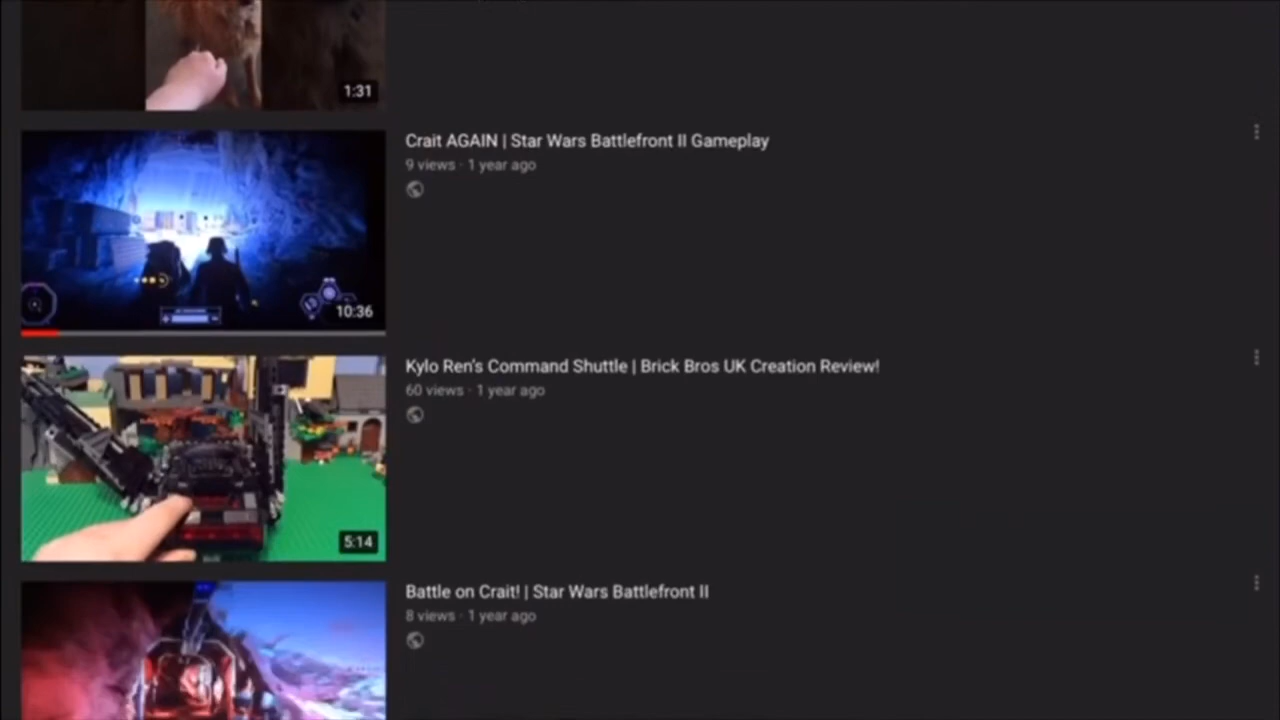 1:31
Crait AGAIN | Star Wars Battlefront II Gameplay
9 views · 1 year ago
10:36
Kylo Ren's Command Shuttle | Brick Bros UK Creation Review!
60 views · 1 year ago
5:14
Battle on Crait! | Star Wars Battlefront II
8 views · 1 year ago